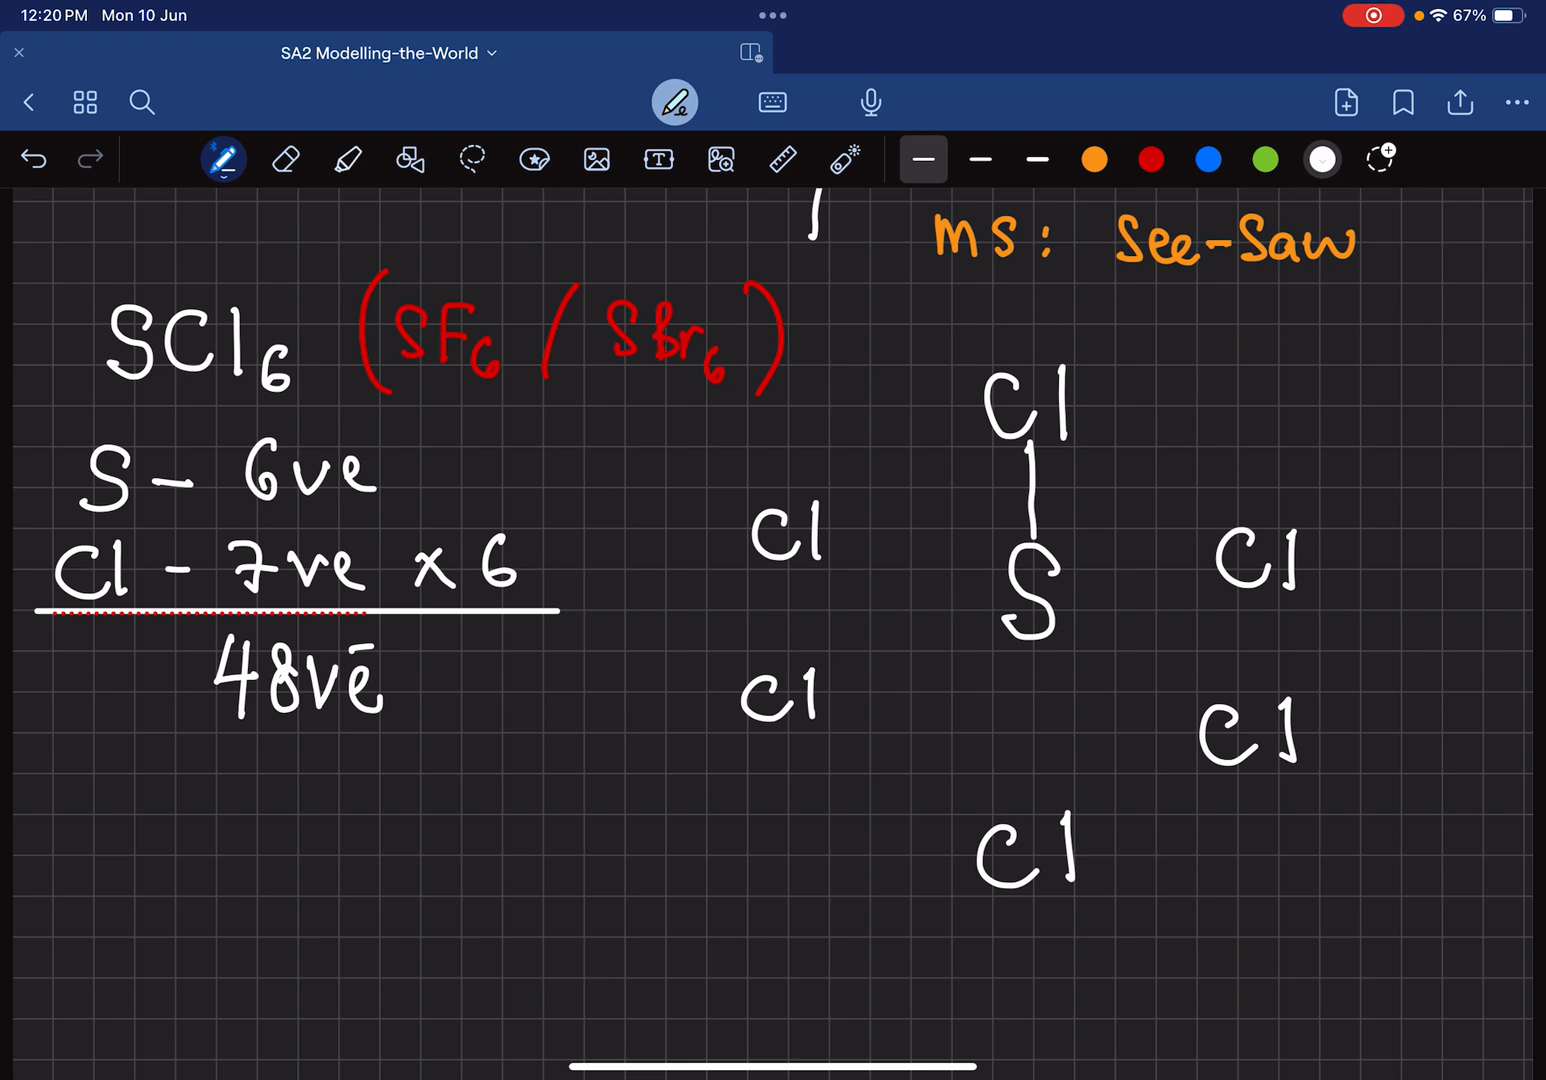 12:20 PM Mon 10 Jun
67%
SA2 Modelling-the-World
MS: See-Saw
SCl₆ (SF₆ / SBr₆)
S - 6ve
Cl - 7ve × 6
48vē
Cl
Cl
Cl
S
Cl
Cl
Cl